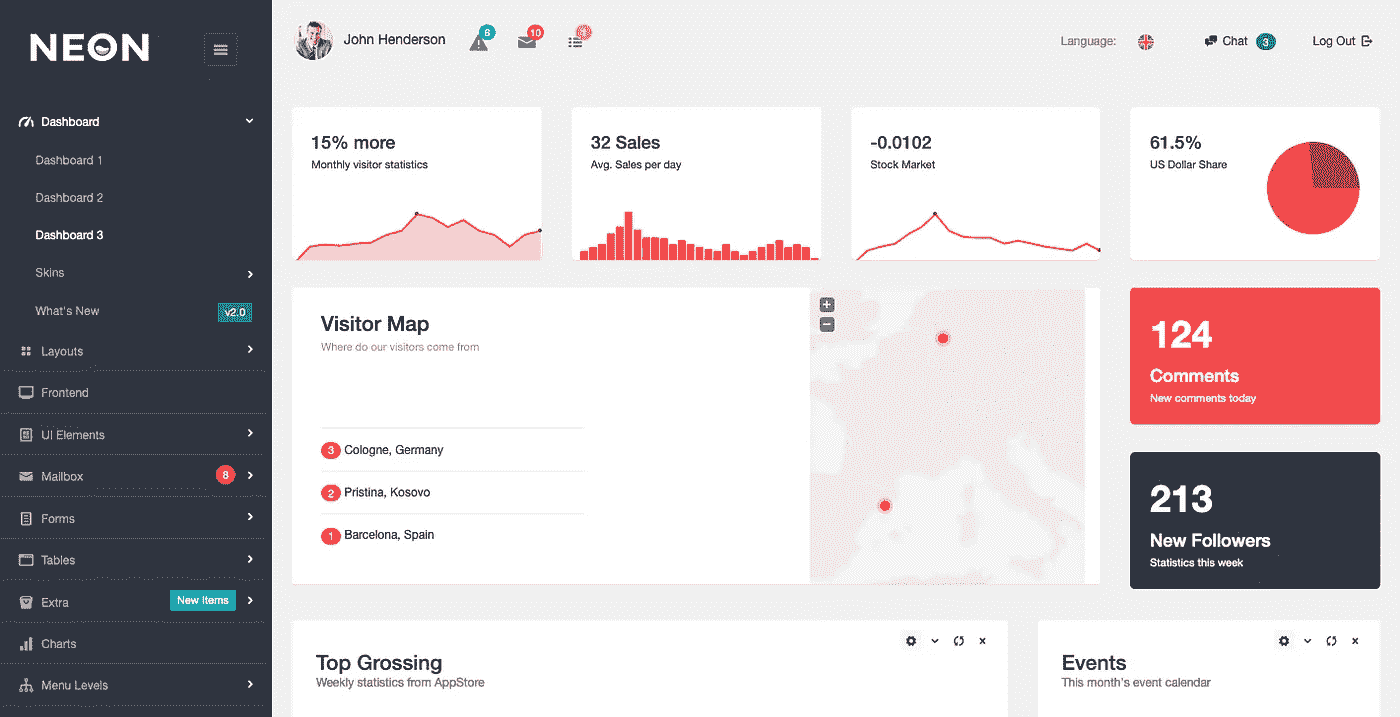 NEON
Dashboard
Dashboard 1
Dashboard 2
Dashboard 3
Skins
What's New
v2.0
Layouts
Frontend
UI Elements
Mailbox
8
Forms
Tables
Extra
New Items
Charts
Menu Levels
John Henderson
6
10
Language:
Chat
3
Log Out
15% more
Monthly visitor statistics
32 Sales
Avg. Sales per day
-0.0102
Stock Market
61.5%
US Dollar Share
Visitor Map
Where do our visitors come from
3 Cologne, Germany
2 Pristina, Kosovo
1 Barcelona, Spain
+
−
124
Comments
New comments today
213
New Followers
Statistics this week
Top Grossing
Weekly statistics from AppStore
Events
This month's event calendar